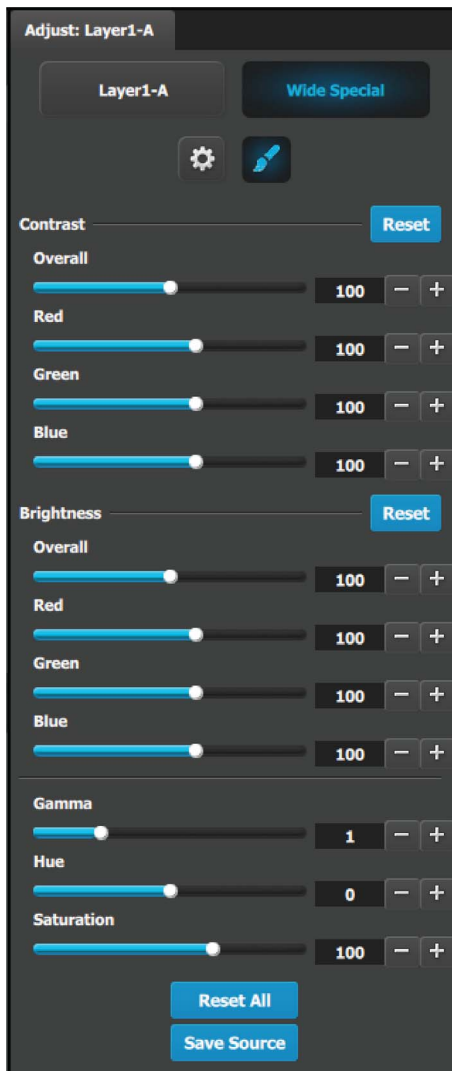 Adjust: Layer1-A
Layer1-A Wide Special
Contrast Reset
Overall
100 − +
Red
100 − +
Green
100 − +
Blue
100 − +
Brightness Reset
Overall
100 − +
Red
100 − +
Green
100 − +
Blue
100 − +
Gamma
1 − +
Hue
0 − +
Saturation
100 − +
Reset All
Save Source